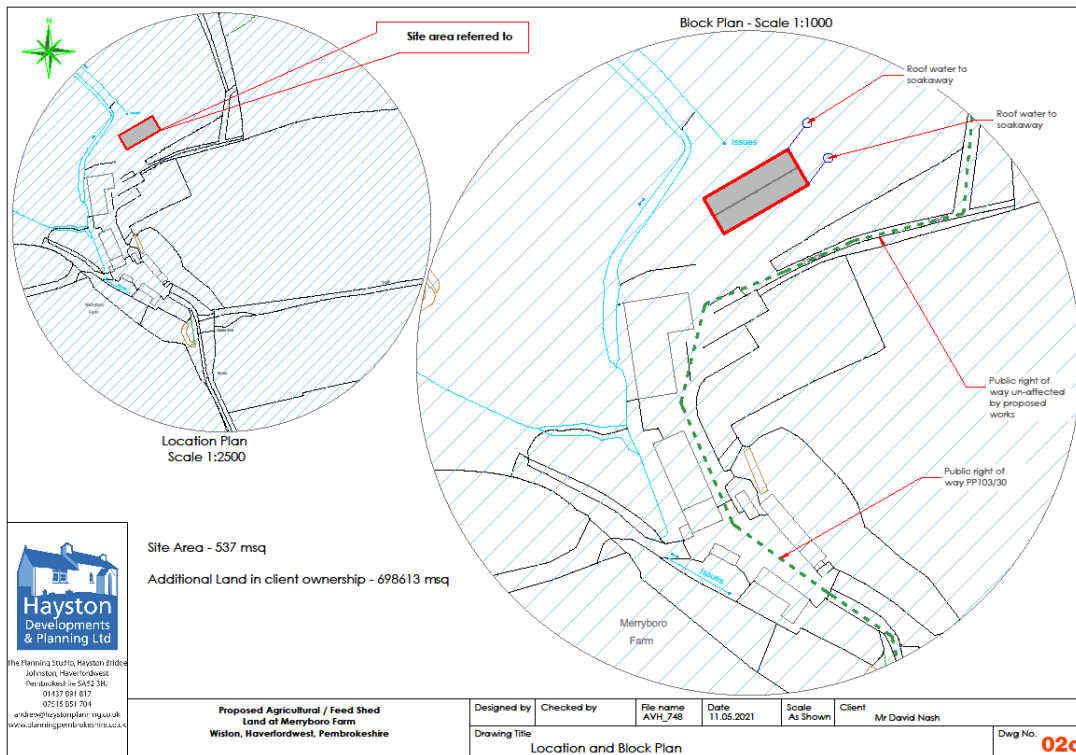 N
Site area referred to
Block Plan - Scale 1:1000
Roof water to
soakaway
Roof water to
soakaway
Issues
Public right of
way un-affected
by proposed
works
Public right of
way PP103/30
Issues
Merryboro
Farm
Merryboro
Farm
Location Plan
Scale 1:2500
Site Area - 537 msq
Additional Land in client ownership - 698613 msq
Hayston
Developments
& Planning Ltd
The Planning Studio, Hayston Bridge
Johnston, Haverfordwest
Pembrokeshire SA62 3HJ
01437 891 817
07515 851 704
andrew@haystonplanning.co.uk
www.planningpembrokeshire.co.uk
Proposed Agricultural / Feed Shed
Land at Merryboro Farm
Wiston, Haverfordwest, Pembrokeshire
Designed by
Checked by
File name
AVH_748
Date
11.05.2021
Scale
As Shown
Client
Mr David Nash
Drawing Title
Location and Block Plan
Dwg No.